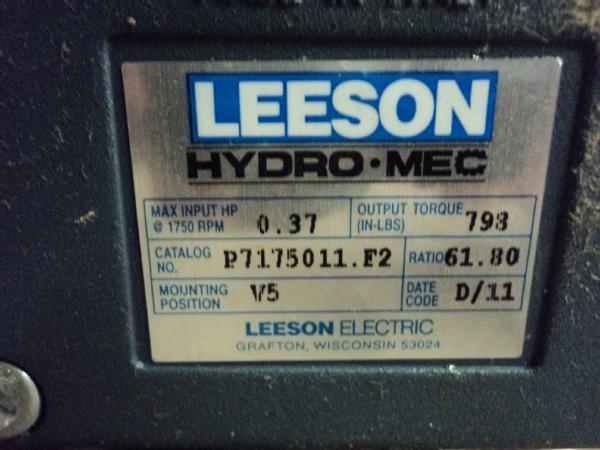 LEESON
HYDRO·MEC
MAX INPUT HP @ 1750 RPM 0.37 OUTPUT TORQUE (IN-LBS) 798
CATALOG NO. P7175011.F2 RATIO 61.80
MOUNTING POSITION V5 DATE CODE D/11
LEESON ELECTRIC
GRAFTON, WISCONSIN 53024